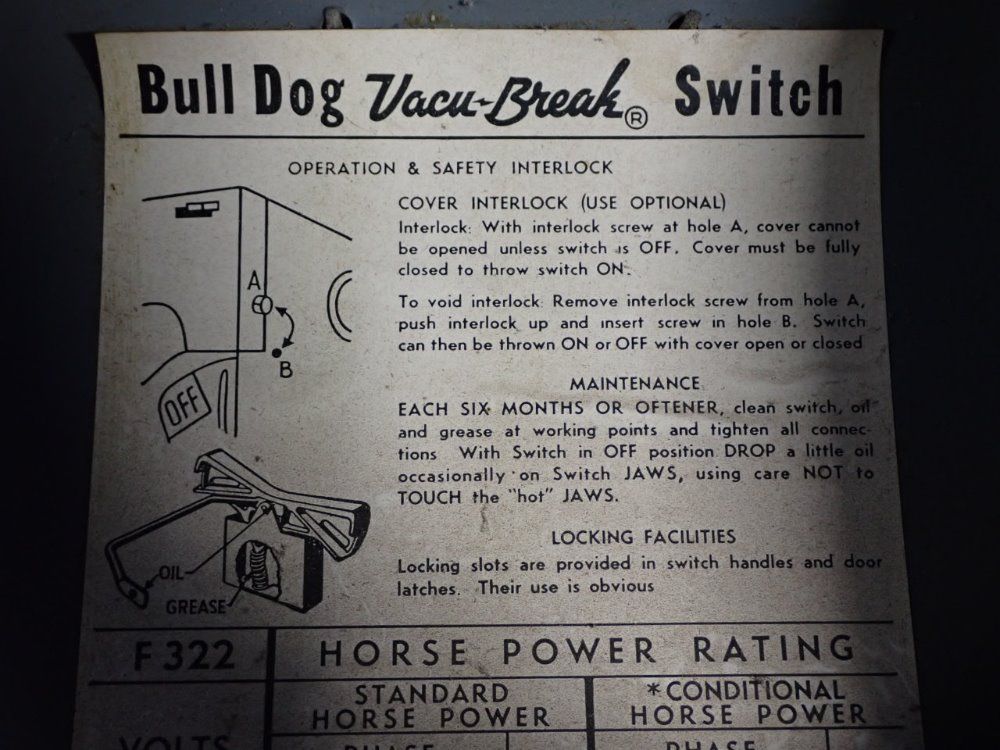 Bull Dog Vacu-Break® Switch
OPERATION & SAFETY INTERLOCK
COVER INTERLOCK (USE OPTIONAL)
Interlock: With interlock screw at hole A, cover cannot
be opened unless switch is OFF. Cover must be fully
closed to throw switch ON.
To void interlock: Remove interlock screw from hole A,
push interlock up and insert screw in hole B. Switch
can then be thrown ON or OFF with cover open or closed
A
B
OFF
MAINTENANCE
EACH SIX MONTHS OR OFTENER, clean switch, oil
and grease at working points and tighten all connec-
tions With Switch in OFF position DROP a little oil
occasionally on Switch JAWS, using care NOT to
TOUCH the "hot" JAWS.
OIL
GREASE
LOCKING FACILITIES
Locking slots are provided in switch handles and door
latches. Their use is obvious
F322 HORSE POWER RATING
STANDARD
HORSE POWER
*CONDITIONAL
HORSE POWER
VOLTS
PHASE
PHASE